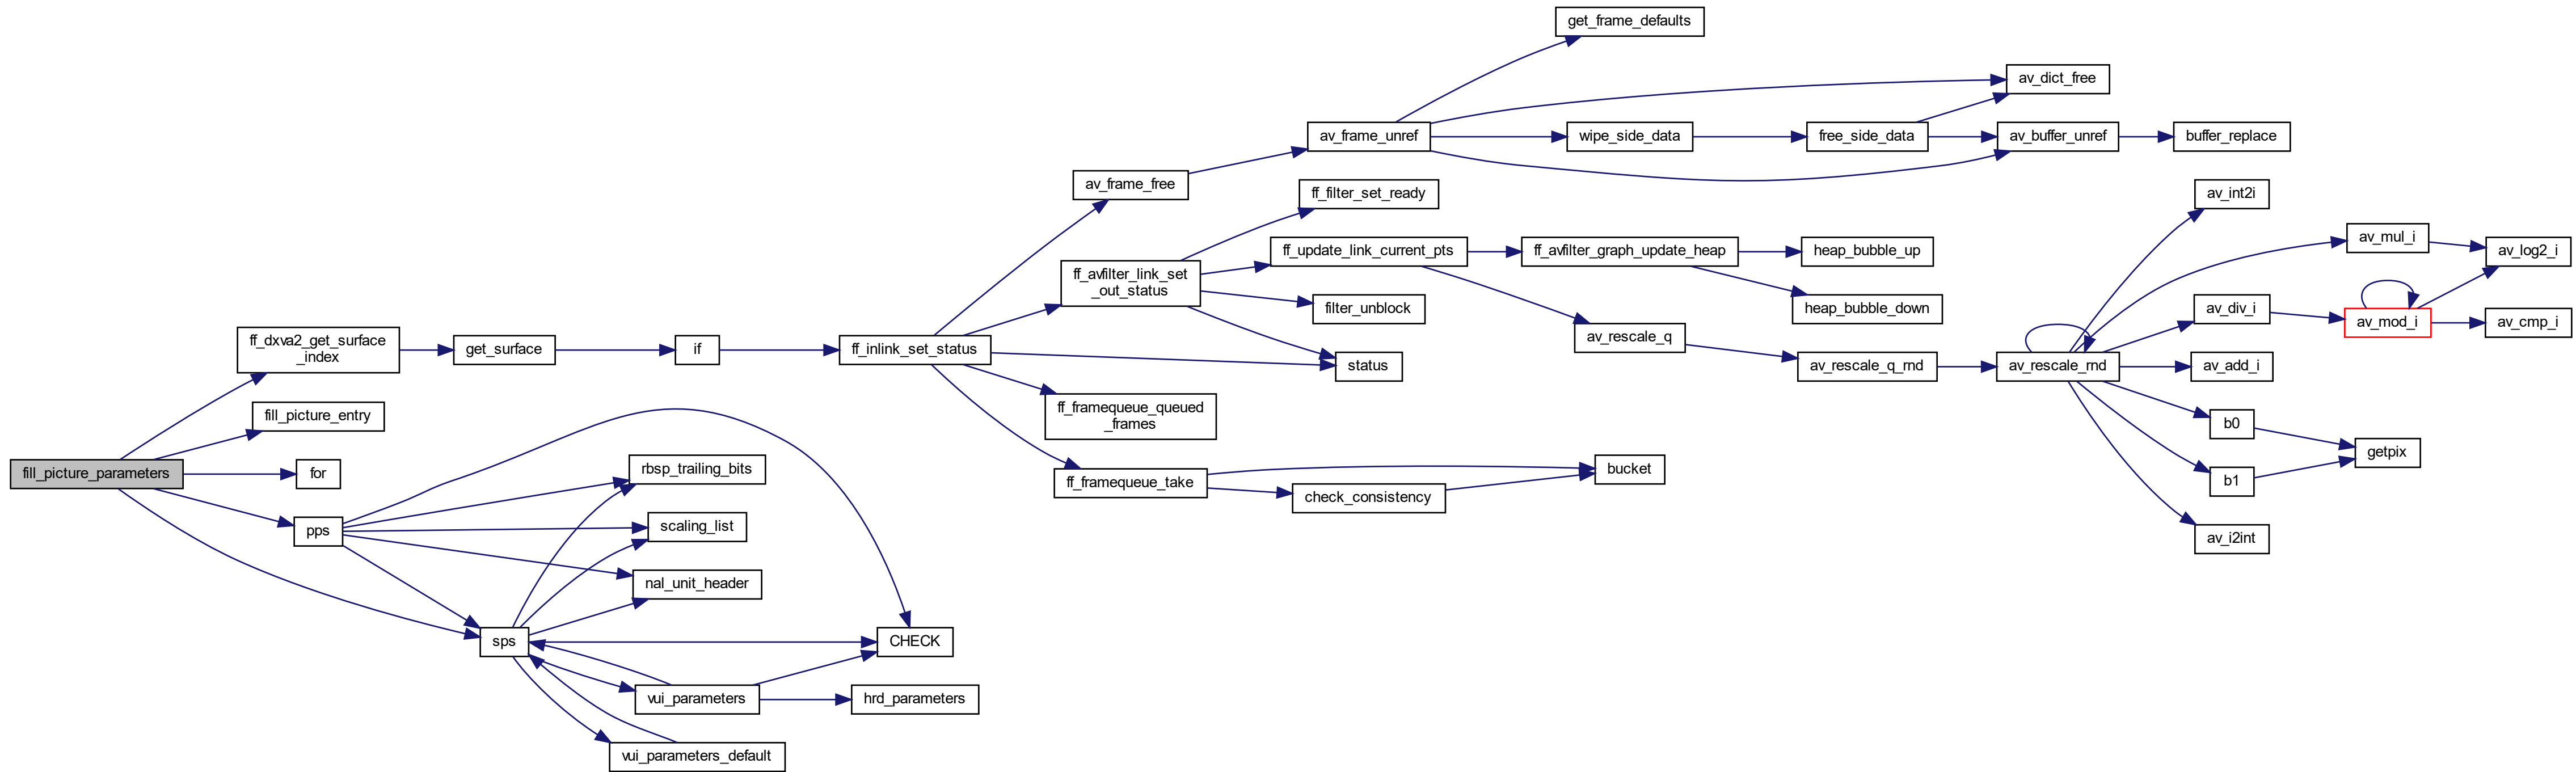 fill_picture_parameters
ff_dxva2_get_surface
_index
fill_picture_entry
for
pps
sps
get_surface
rbsp_trailing_bits
scaling_list
nal_unit_header
vui_parameters
vui_parameters_default
if
CHECK
hrd_parameters
ff_inlink_set_status
av_frame_free
ff_avfilter_link_set
_out_status
ff_framequeue_queued
_frames
ff_framequeue_take
av_frame_unref
ff_filter_set_ready
ff_update_link_current_pts
filter_unblock
status
check_consistency
get_frame_defaults
wipe_side_data
ff_avfilter_graph_update_heap
av_rescale_q
bucket
free_side_data
heap_bubble_up
heap_bubble_down
av_rescale_q_rnd
av_dict_free
av_buffer_unref
av_rescale_rnd
buffer_replace
av_int2i
av_mul_i
av_div_i
av_add_i
b0
b1
av_i2int
av_mod_i
getpix
av_log2_i
av_cmp_i